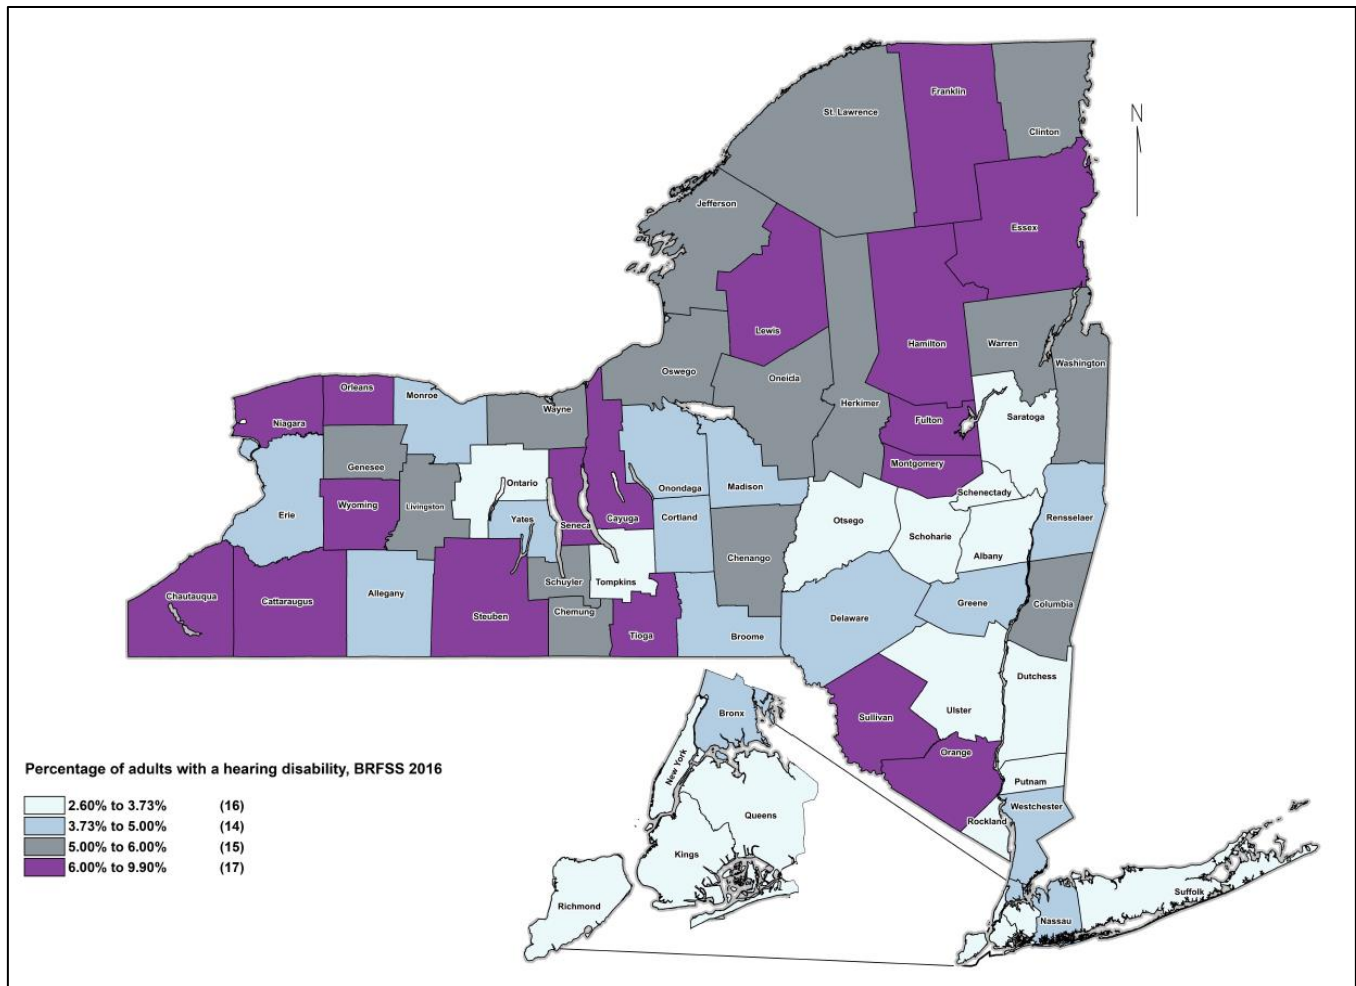 N
Franklin
St. Lawrence
Clinton
Jefferson
Essex
Lewis
Hamilton
Warren
Washington
Oswego
Oneida
Herkimer
Orleans
Monroe
Wayne
Niagara
Fulton
Saratoga
Genesee
Montgomery
Ontario
Onondaga
Madison
Schenectady
Wyoming
Livingston
Erie
Yates
Seneca
Cayuga
Cortland
Otsego
Schoharie
Albany
Rensselaer
Chenango
Schuyler
Tompkins
Chautauqua
Cattaraugus
Allegany
Steuben
Chemung
Tioga
Broome
Delaware
Greene
Columbia
Dutchess
Ulster
Sullivan
Orange
Putnam
Westchester
Rockland
Bronx
New York
Queens
Kings
Richmond
Suffolk
Nassau
Percentage of adults with a hearing disability, BRFSS 2016
2.60% to 3.73% (16)
3.73% to 5.00% (14)
5.00% to 6.00% (15)
6.00% to 9.90% (17)